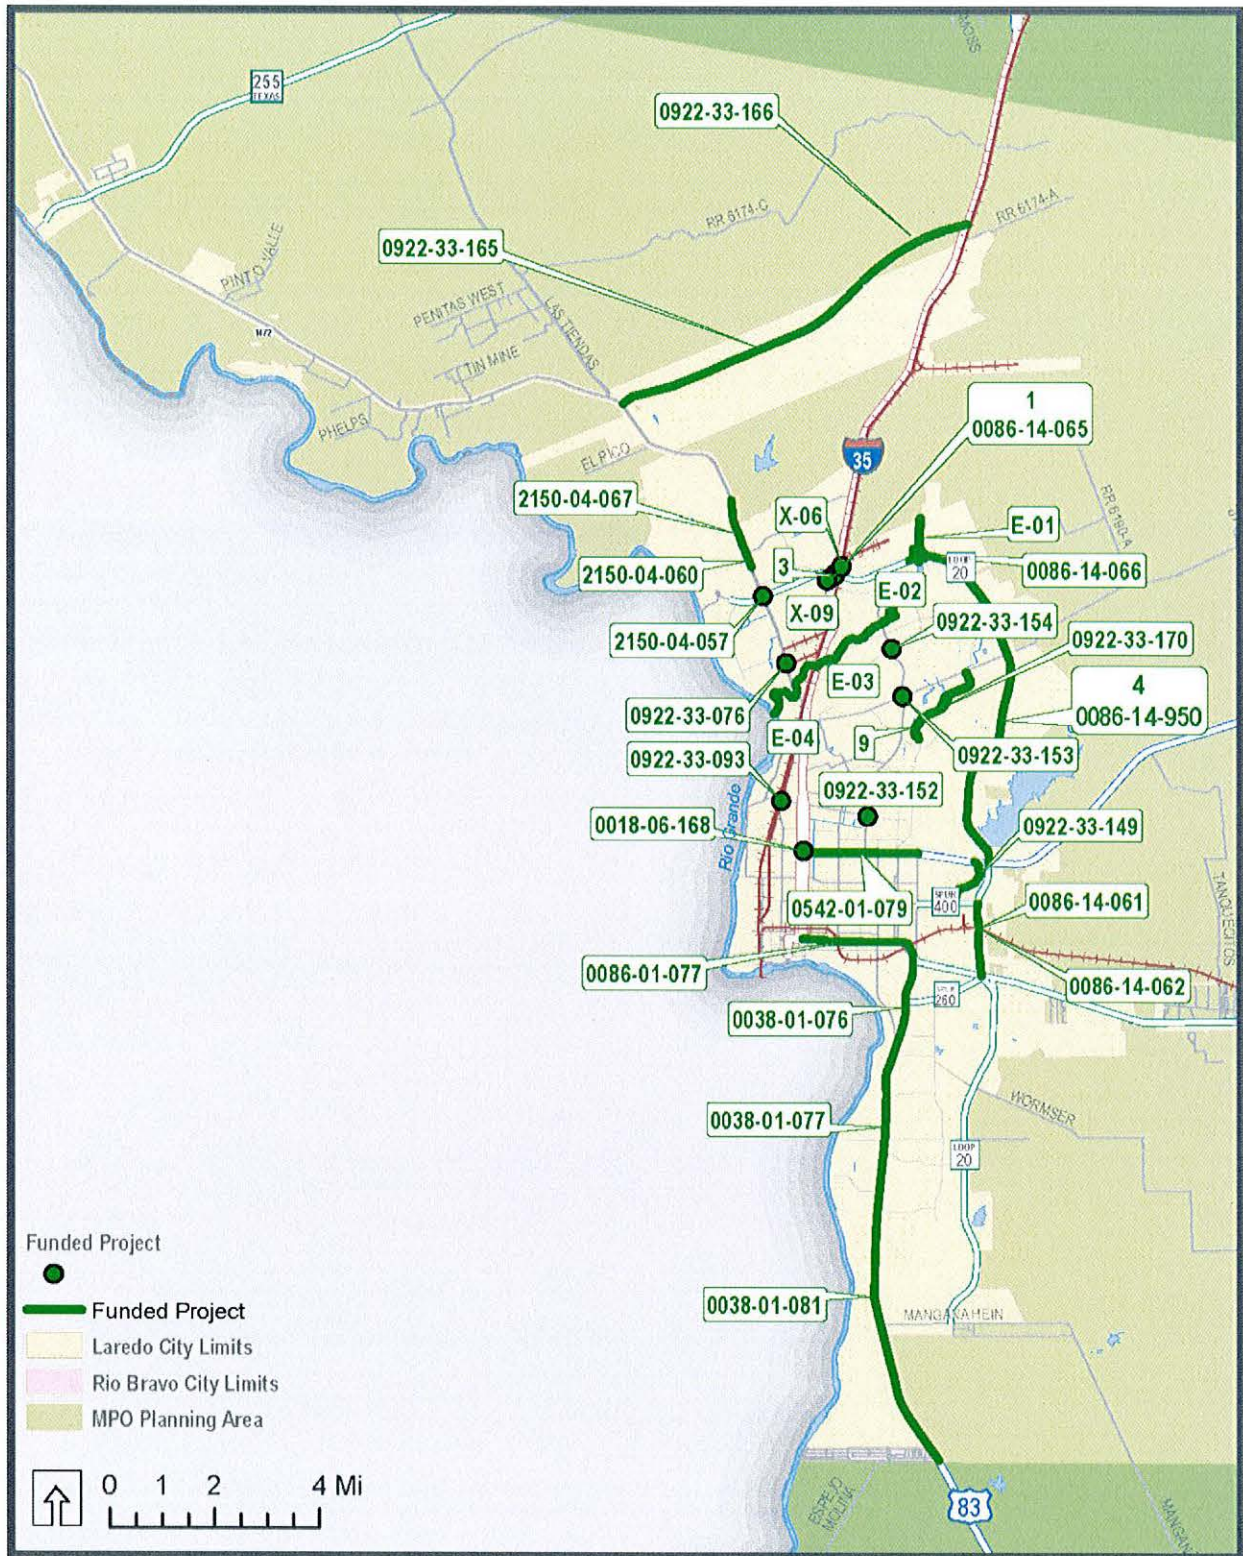 MOSS
255
TEXAS
0922-33-166
RR 6174-C
RR 6174-A
0922-33-165
PINTO VALLE
PENITAS WEST
LAS TIENDAS
1472
TIN MINE
1
0086-14-065
PHELPS
EL PICO
35
2150-04-067
X-06
RR 6180-A
E-01
3
LOOP
20
0086-14-066
2150-04-060
E-02
X-09
0922-33-154
2150-04-057
0922-33-170
E-03
4
0086-14-950
0922-33-076
E-04
9
0922-33-153
0922-33-093
0922-33-152
Rio Grande
0018-06-168
0922-33-149
TANQUECITOS
SPUR
400
0542-01-079
0086-14-061
0086-01-077
0086-14-062
SPUR
260
0038-01-076
WORMSER
0038-01-077
LOOP
20
Funded Project
0038-01-081
Funded Project
MANGANA HEIN
Laredo City Limits
Rio Bravo City Limits
MPO Planning Area
0 1 2 4 Mi
ESPEJO
MOLINA
83